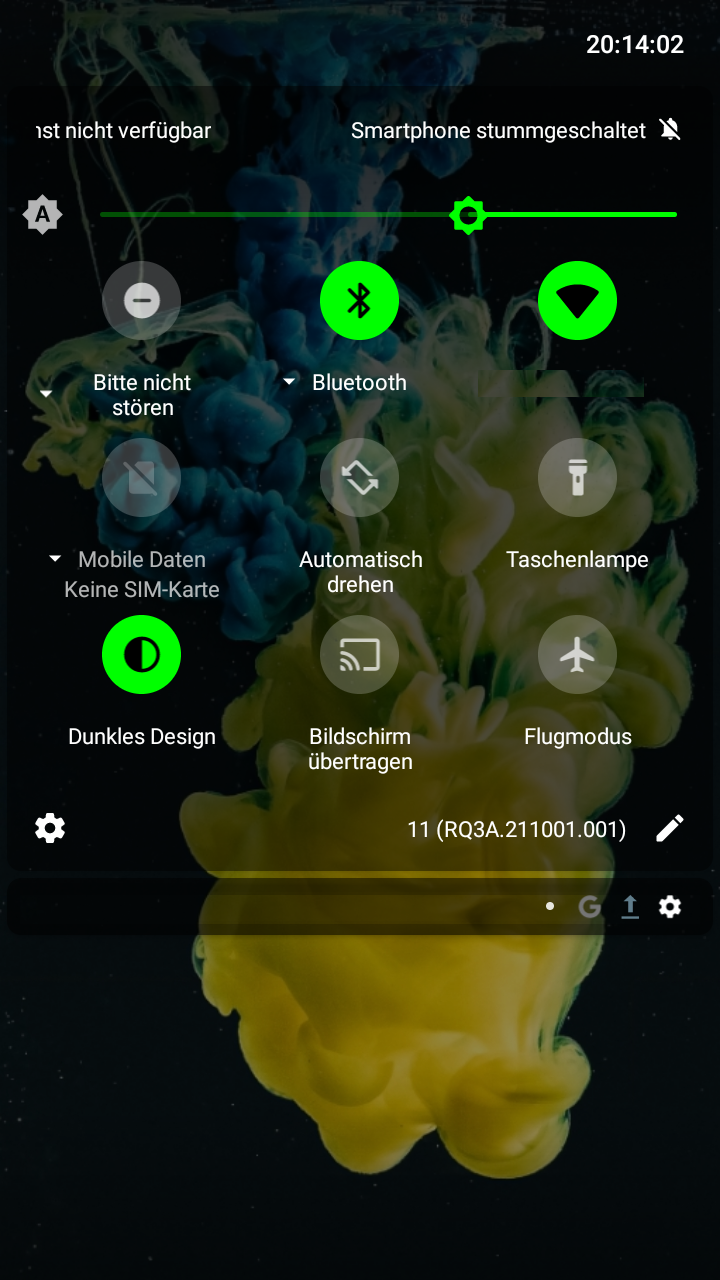 20:14:02
nst nicht verfügbar
Smartphone stummgeschaltet
A
Bitte nicht
stören
Bluetooth
Mobile Daten
Keine SIM-Karte
Automatisch
drehen
Taschenlampe
Dunkles Design
Bildschirm
übertragen
Flugmodus
11 (RQ3A.211001.001)
G